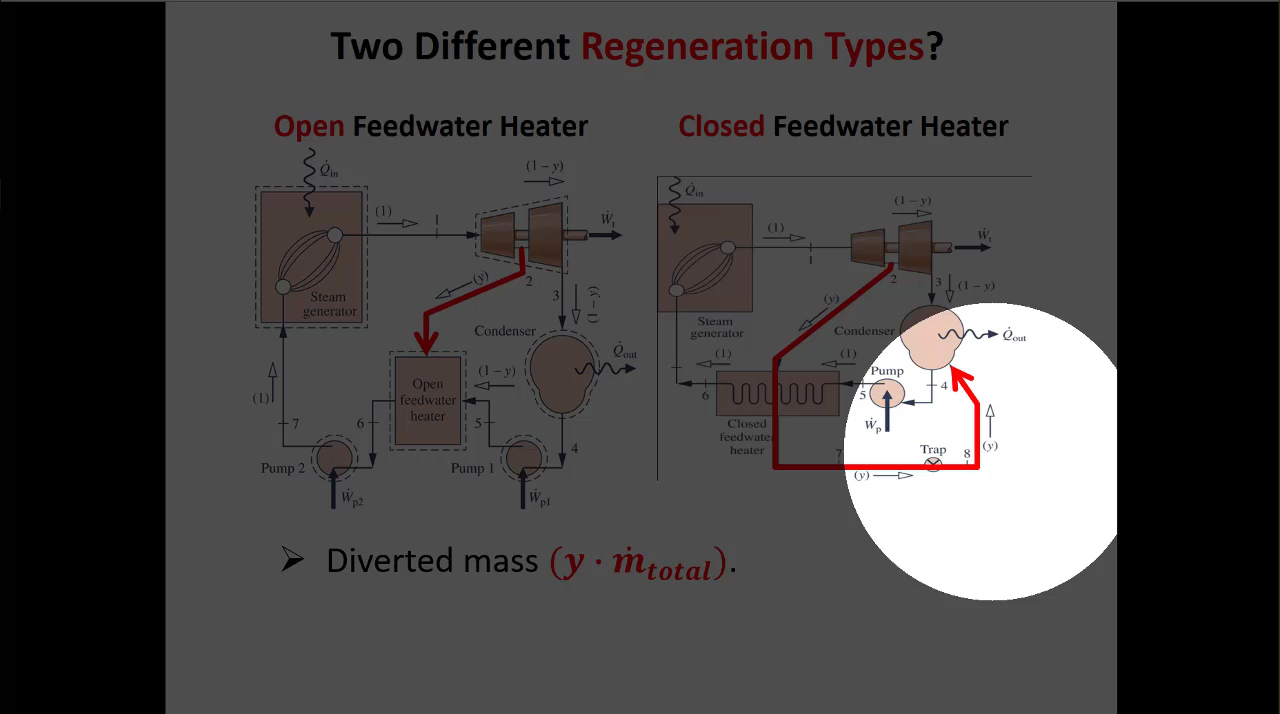 Two Different Regeneration Types?
Open Feedwater Heater
Q̇in
(1)
1
(1 – y)
Ẇt
(y)
2
3
(1 – y)
Steam
generator
Condenser
Q̇out
Open
feedwater
heater
(1 – y)
(1)
7
6
5
4
Pump 2
Pump 1
Ẇp2
Ẇp1
Closed Feedwater Heater
Q̇in
(1)
1
(1 – y)
Ẇt
2
3
(1 – y)
(y)
Steam
generator
Condenser
Q̇out
(1)
(1)
Pump
6
5
4
Ẇp
Closed
feedwater
heater
7
Trap
8
(y)
(y)
➢ Diverted mass (y · ṁtotal).